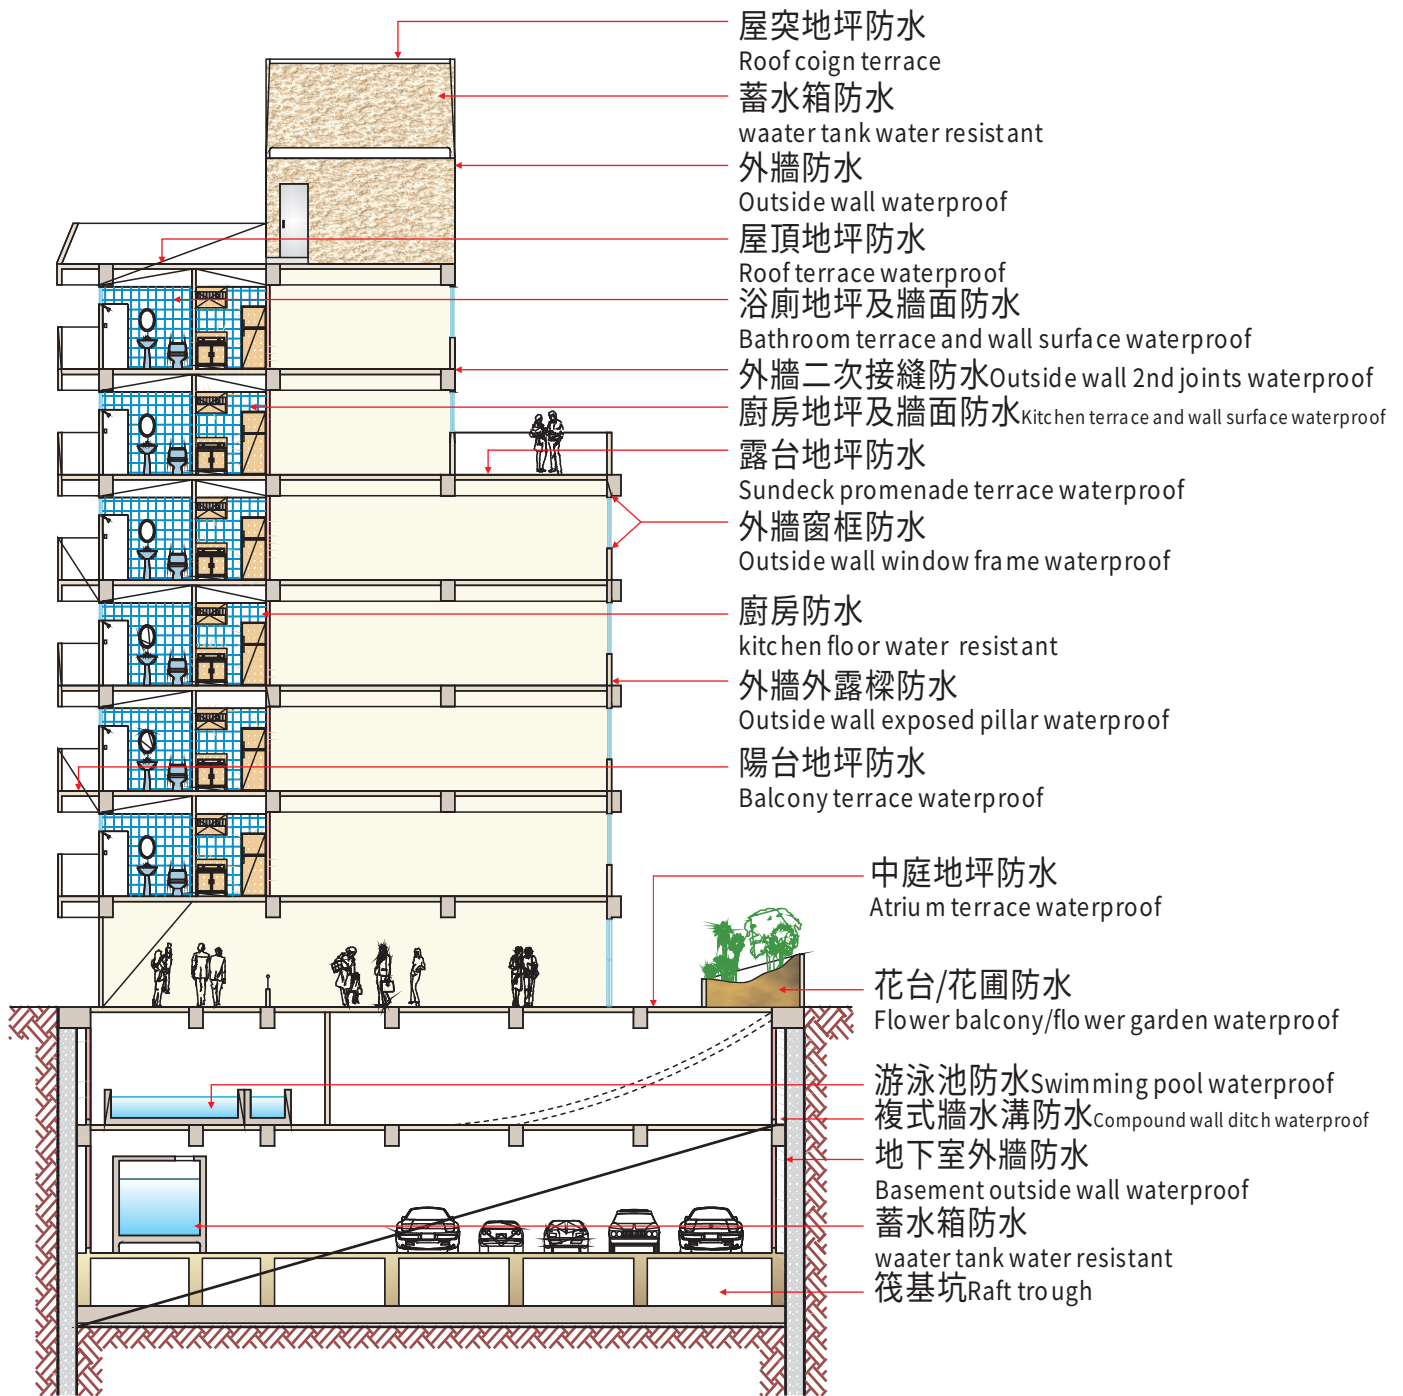 屋突地坪防水
Roof coign terrace
蓄水箱防水
waater tank water resistant
外牆防水
Outside wall waterproof
屋頂地坪防水
Roof terrace waterproof
浴廁地坪及牆面防水
Bathroom terrace and wall surface waterproof
外牆二次接縫防水Outside wall 2nd joints waterproof
廚房地坪及牆面防水Kitchen terrace and wall surface waterproof
露台地坪防水
Sundeck promenade terrace waterproof
外牆窗框防水
Outside wall window frame waterproof
廚房防水
kitchen floor water resistant
外牆外露樑防水
Outside wall exposed pillar waterproof
陽台地坪防水
Balcony terrace waterproof
中庭地坪防水
Atrium terrace waterproof
花台/花圃防水
Flower balcony/flower garden waterproof
游泳池防水Swimming pool waterproof
複式牆水溝防水Compound wall ditch waterproof
地下室外牆防水
Basement outside wall waterproof
蓄水箱防水
waater tank water resistant
筏基坑Raft trough